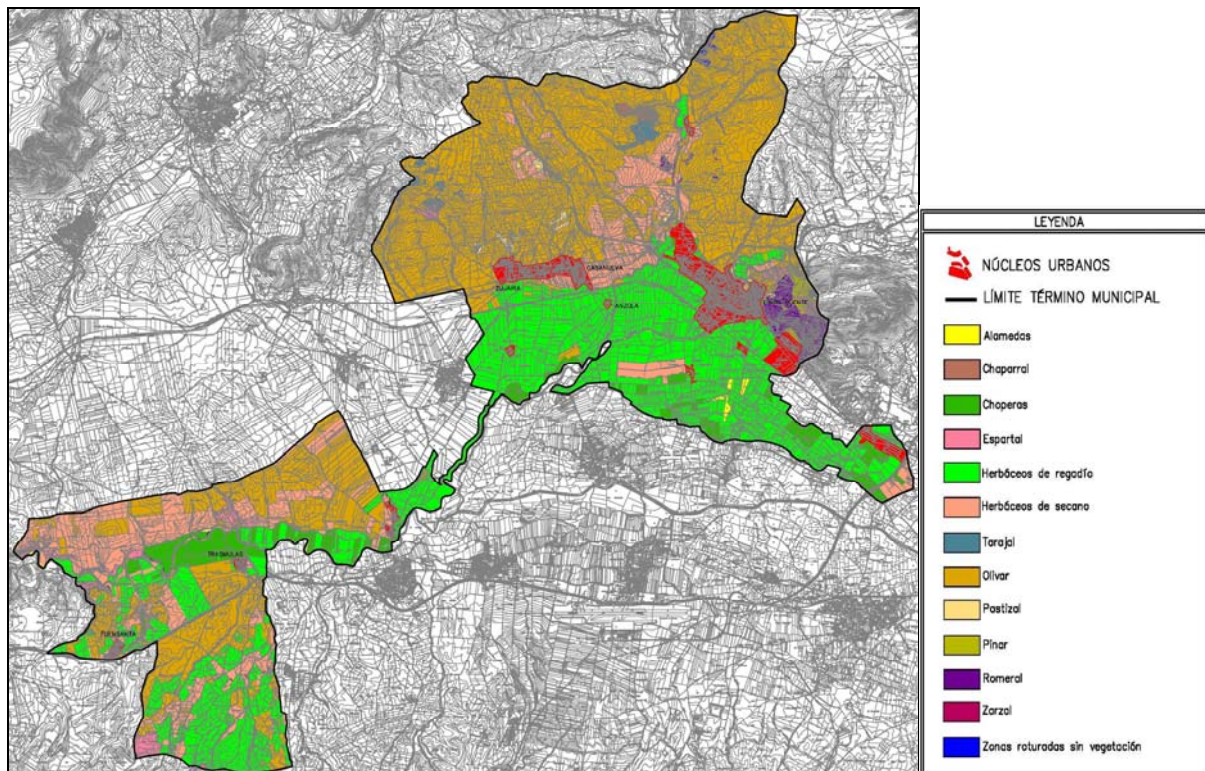 CASANUEVA
ZUJAIRA
ANZOLA
TRASMULAS
FUENSANTA
LEYENDA
NÚCLEOS URBANOS
LÍMITE TÉRMINO MUNICIPAL
Alamedas
Chaparral
Choperas
Espartal
Herbáceos de regadío
Herbáceos de secano
Tarajal
Olivar
Pastizal
Pinar
Romeral
Zarzal
Zonas roturadas sin vegetación